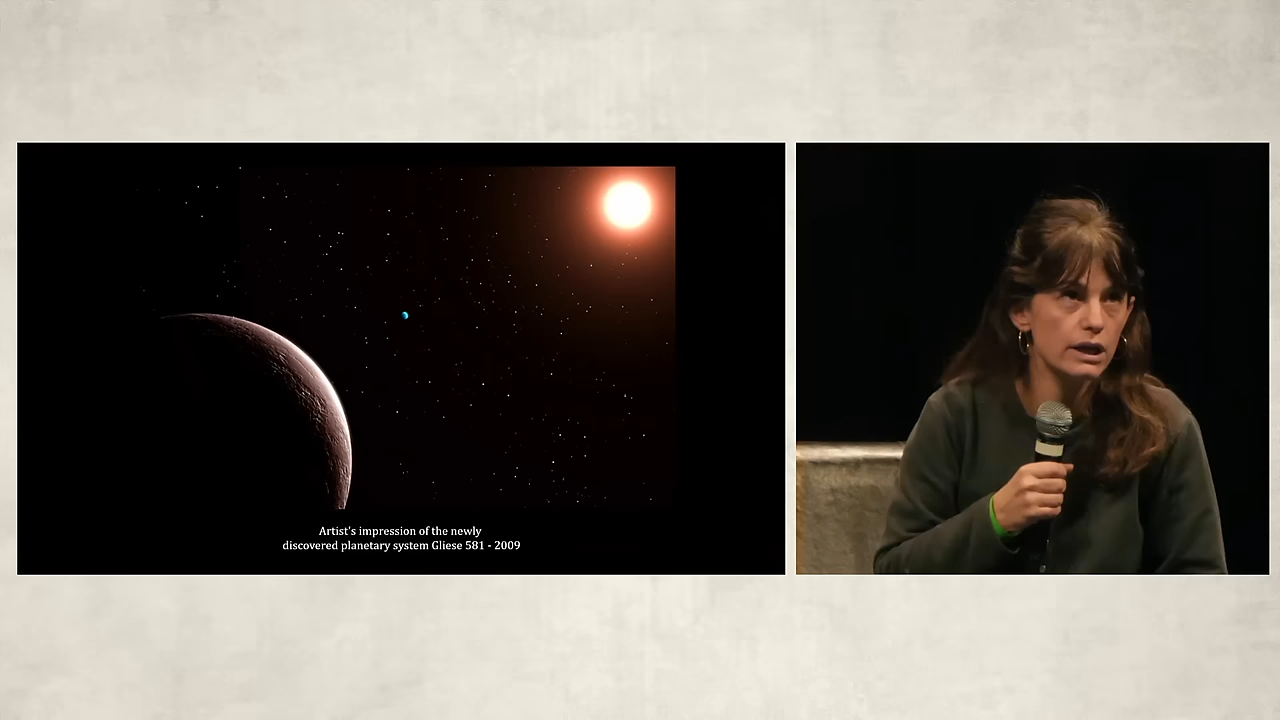 Artist's impression of the newly
discovered planetary system Gliese 581 - 2009